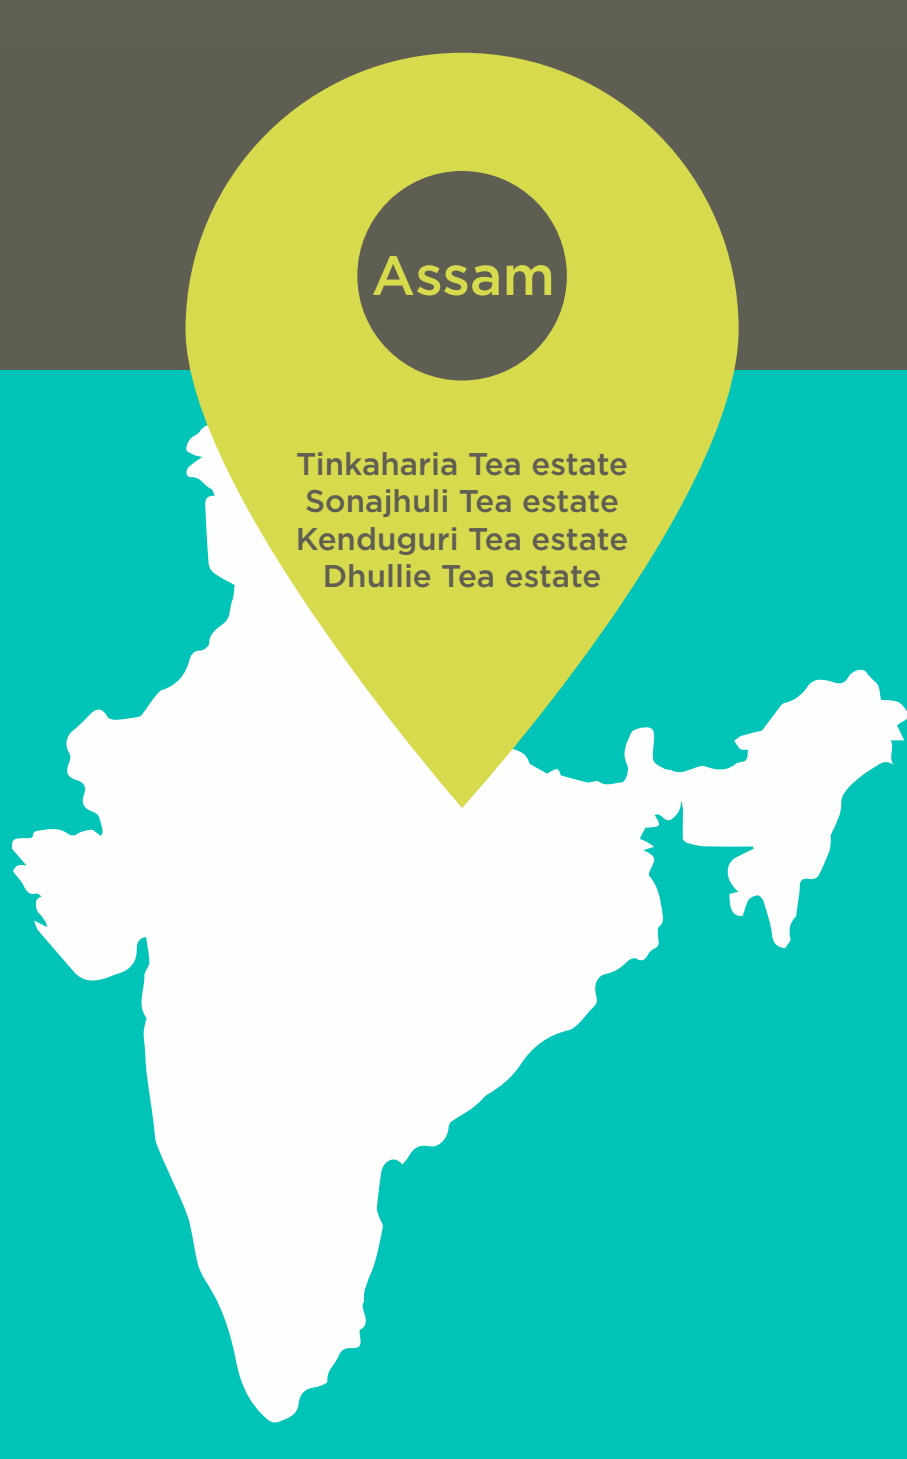 Assam
Tinkaharia Tea estate
Sonajhuli Tea estate
Kenduguri Tea estate
Dhullie Tea estate